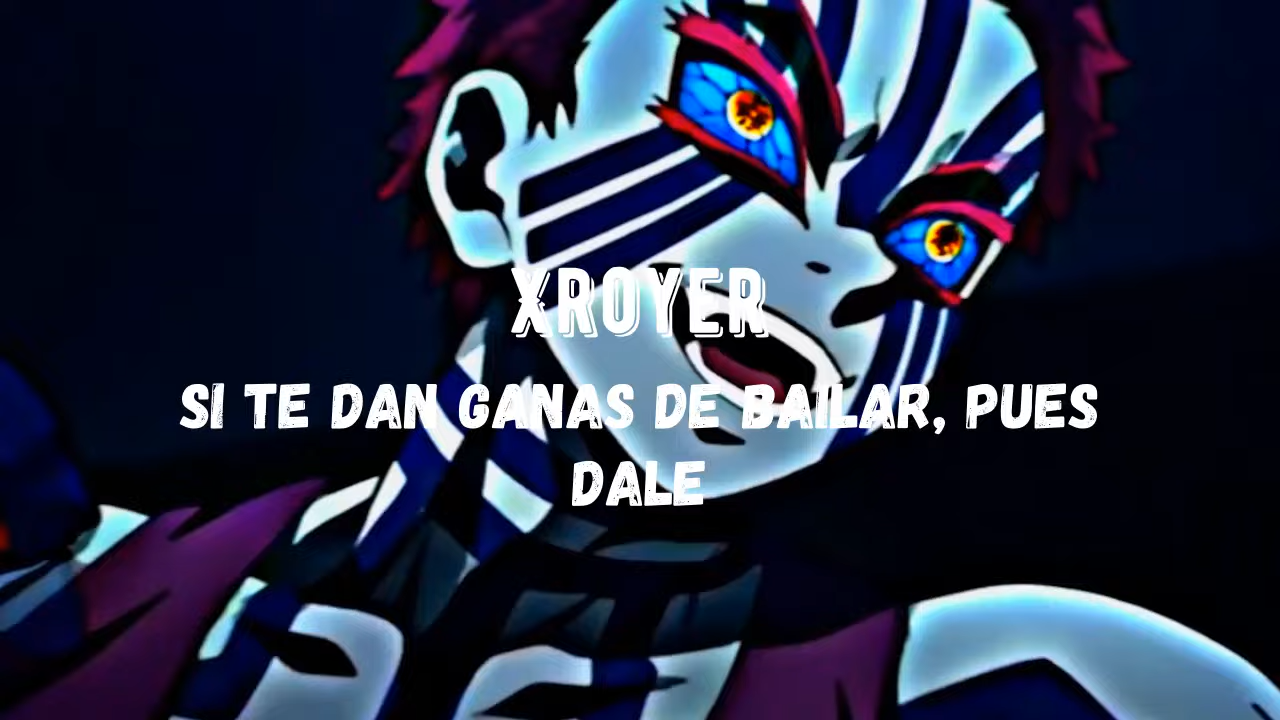 XROYER
SI TE DAN GANAS DE BAILAR, PUES
DALE